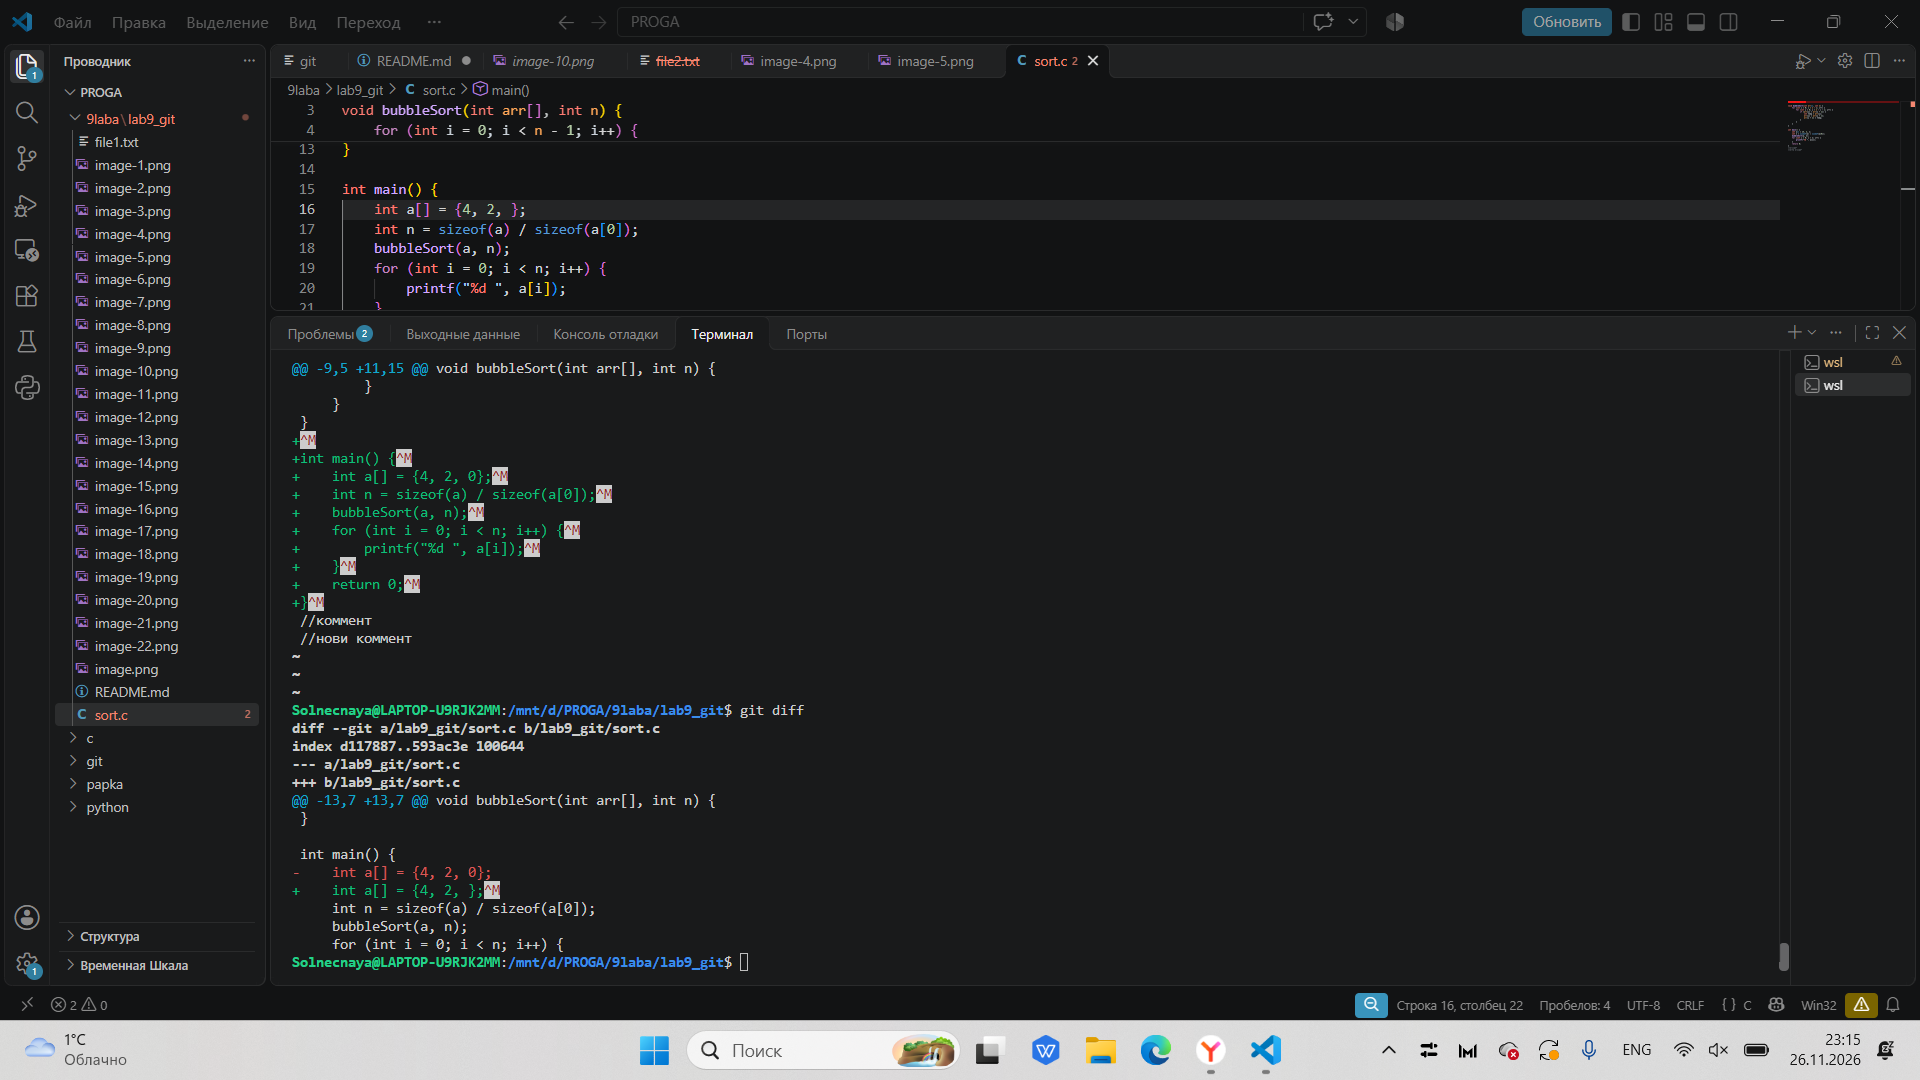 Файл Правка Выделение Вид Переход ···
PROGA
Обновить
Проводник
PROGA
9laba\lab9_git
file1.txt
image-1.png
image-2.png
image-3.png
image-4.png
image-5.png
image-6.png
image-7.png
image-8.png
image-9.png
image-10.png
image-11.png
image-12.png
image-13.png
image-14.png
image-15.png
image-16.png
image-17.png
image-18.png
image-19.png
image-20.png
image-21.png
image-22.png
image.png
README.md
sort.c 2
c
git
papka
python
Структура
Временная Шкала
git README.md image-10.png file2.txt image-4.png image-5.png sort.c 2
9laba > lab9_git > C sort.c > main()
3 void bubbleSort(int arr[], int n) {
4 for (int i = 0; i < n - 1; i++) {
13 }
14
15 int main() {
16 int a[] = {4, 2, };
17 int n = sizeof(a) / sizeof(a[0]);
18 bubbleSort(a, n);
19 for (int i = 0; i < n; i++) {
20 printf("%d ", a[i]);
21 }
Проблемы 2 Выходные данные Консоль отладки Терминал Порты
wsl
wsl
@@ -9,5 +11,15 @@ void bubbleSort(int arr[], int n) {
}
}
}
+^M
+int main() {^M
+ int a[] = {4, 2, 0};^M
+ int n = sizeof(a) / sizeof(a[0]);^M
+ bubbleSort(a, n);^M
+ for (int i = 0; i < n; i++) {^M
+ printf("%d ", a[i]);^M
+ }^M
+ return 0;^M
+}^M
//коммент
//нови коммент
~
~
~
Solnecnaya@LAPTOP-U9RJK2MM:/mnt/d/PROGA/9laba/lab9_git$ git diff
diff --git a/lab9_git/sort.c b/lab9_git/sort.c
index d117887..593ac3e 100644
--- a/lab9_git/sort.c
+++ b/lab9_git/sort.c
@@ -13,7 +13,7 @@ void bubbleSort(int arr[], int n) {
}
int main() {
- int a[] = {4, 2, 0};
+ int a[] = {4, 2, };^M
int n = sizeof(a) / sizeof(a[0]);
bubbleSort(a, n);
for (int i = 0; i < n; i++) {
Solnecnaya@LAPTOP-U9RJK2MM:/mnt/d/PROGA/9laba/lab9_git$
2 0
Строка 16, столбец 22 Пробелов: 4 UTF-8 CRLF { } C Win32
1°C
Облачно
Поиск
ENG
23:15
26.11.2026